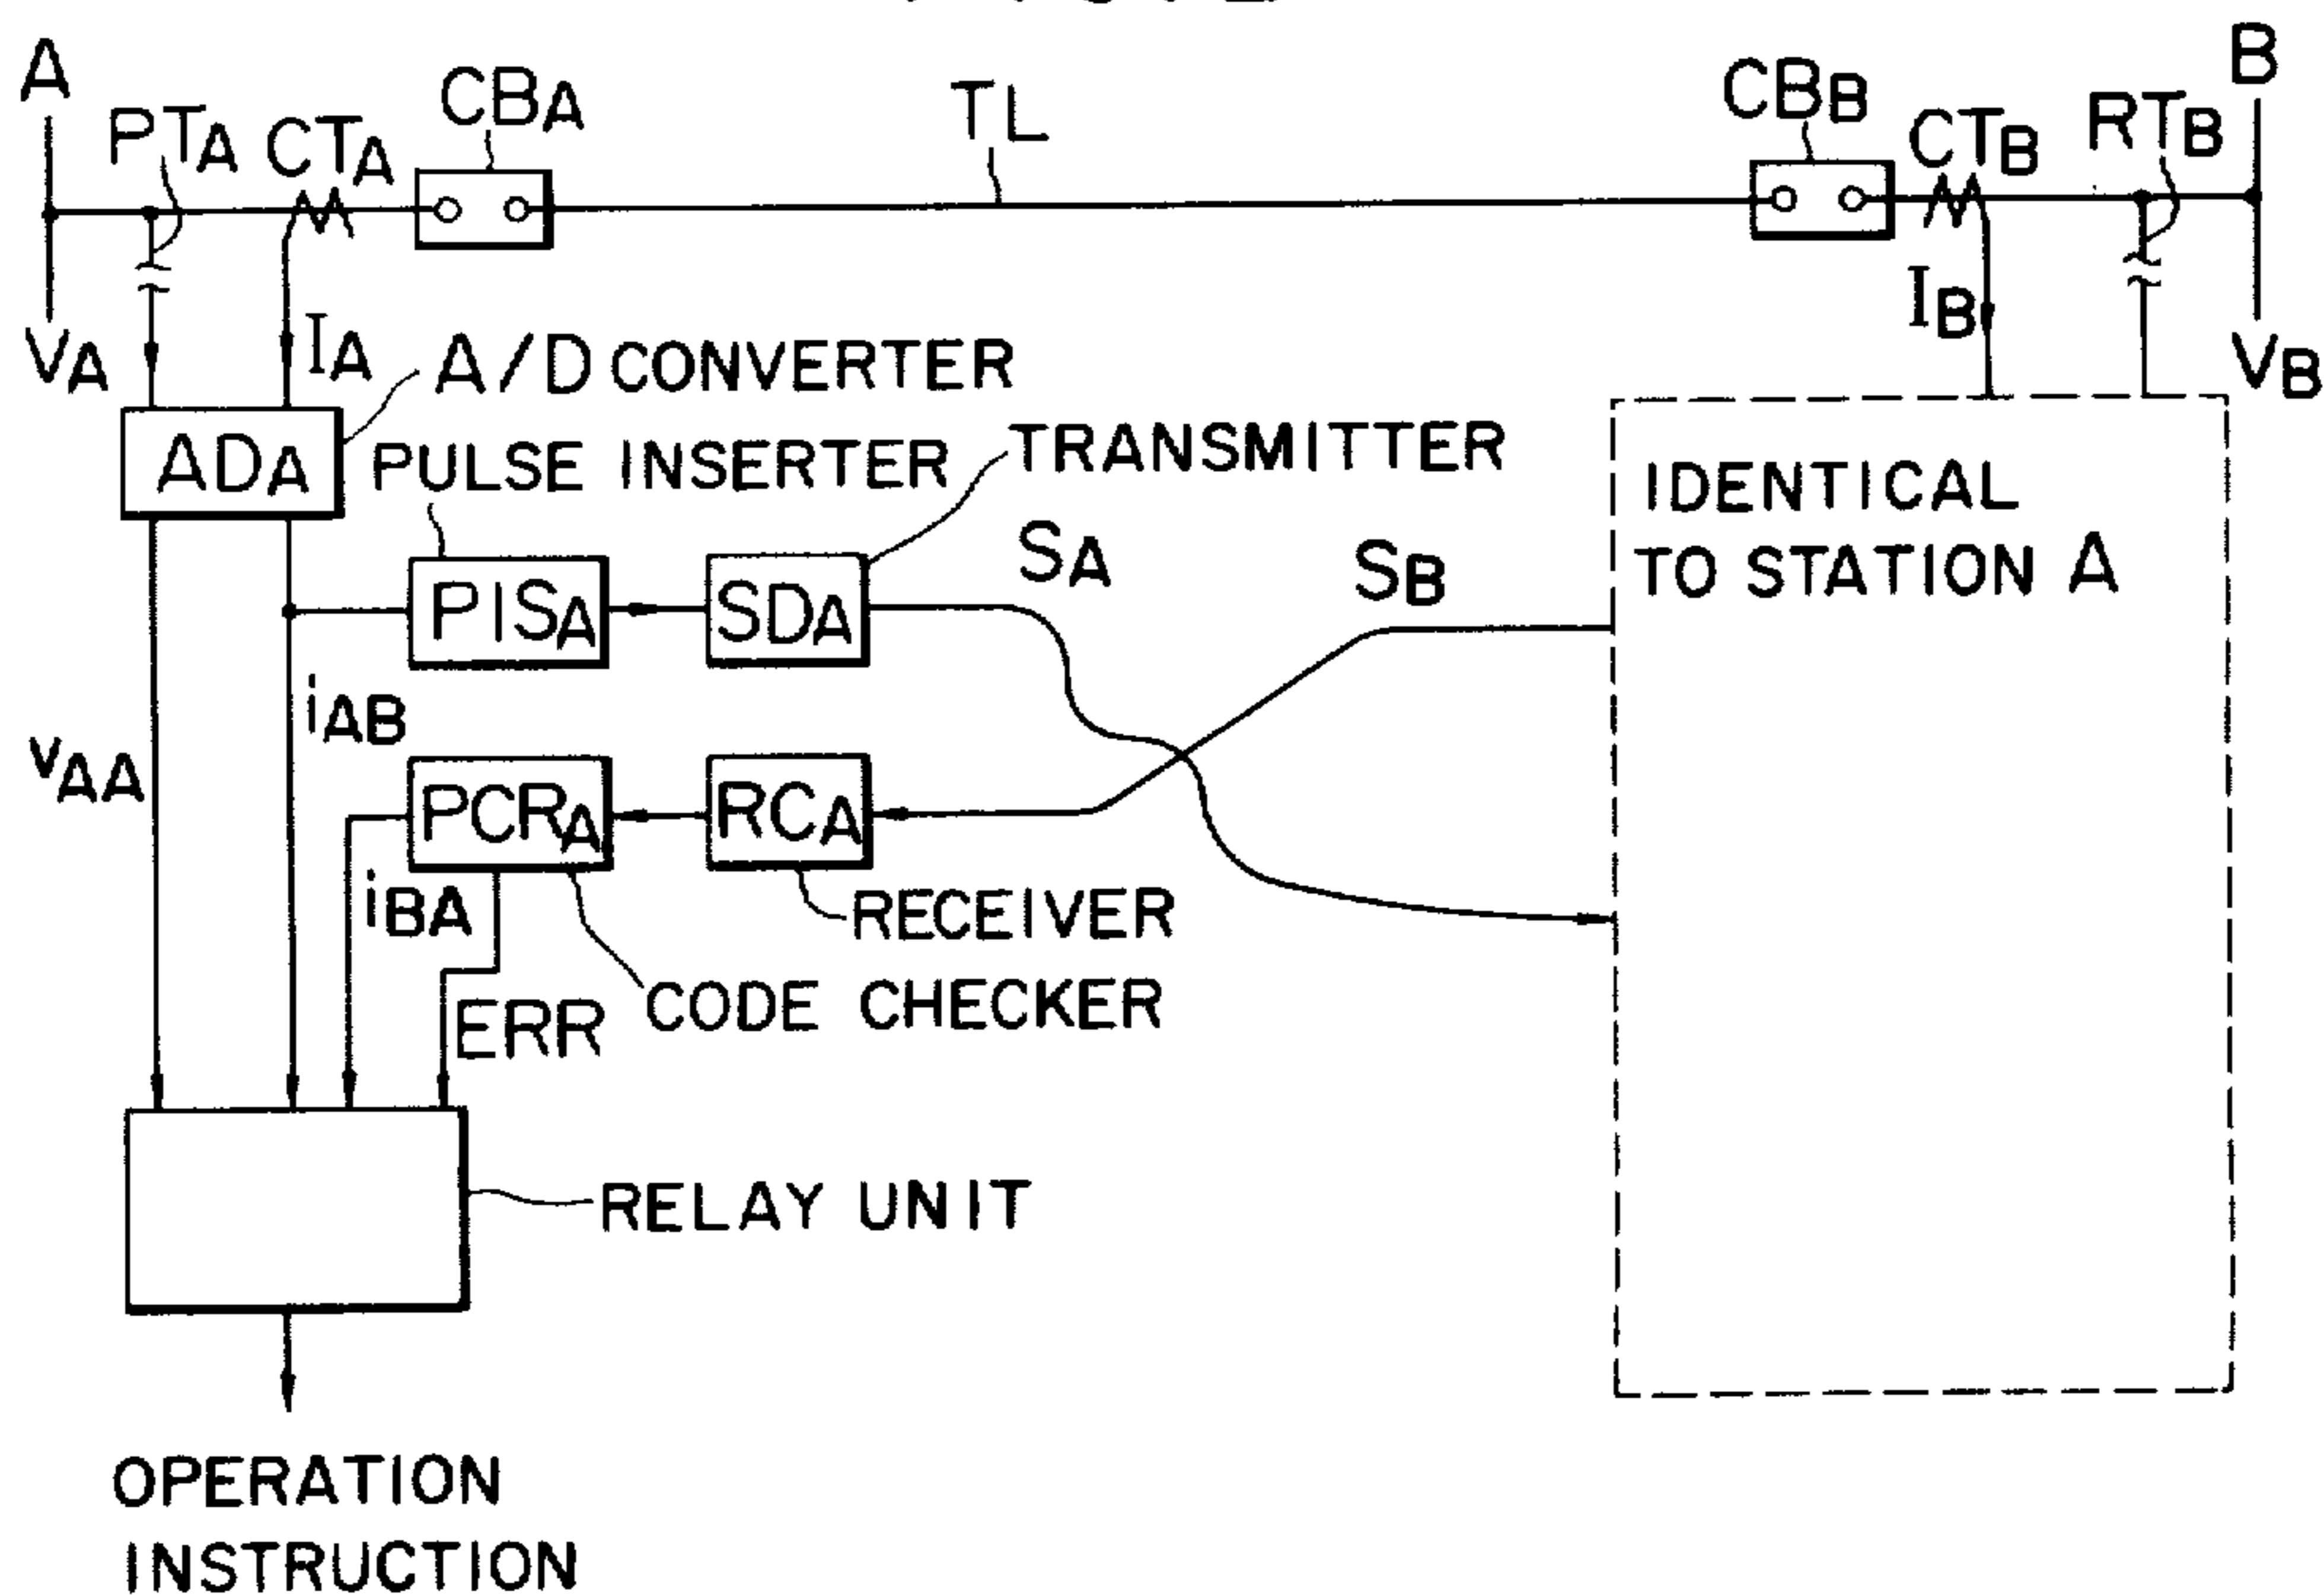 A
B
PTA
CTA
CBA
TL
CBB
CTB
RTB
VA
IA
A/D CONVERTER
IB
VB
ADA
PULSE INSERTER
TRANSMITTER
IDENTICAL
TO STATION A
PISA
SDA
SA
SB
iAB
VAA
PCRA
RCA
iBA
RECEIVER
CODE CHECKER
ERR
RELAY UNIT
OPERATION
INSTRUCTION